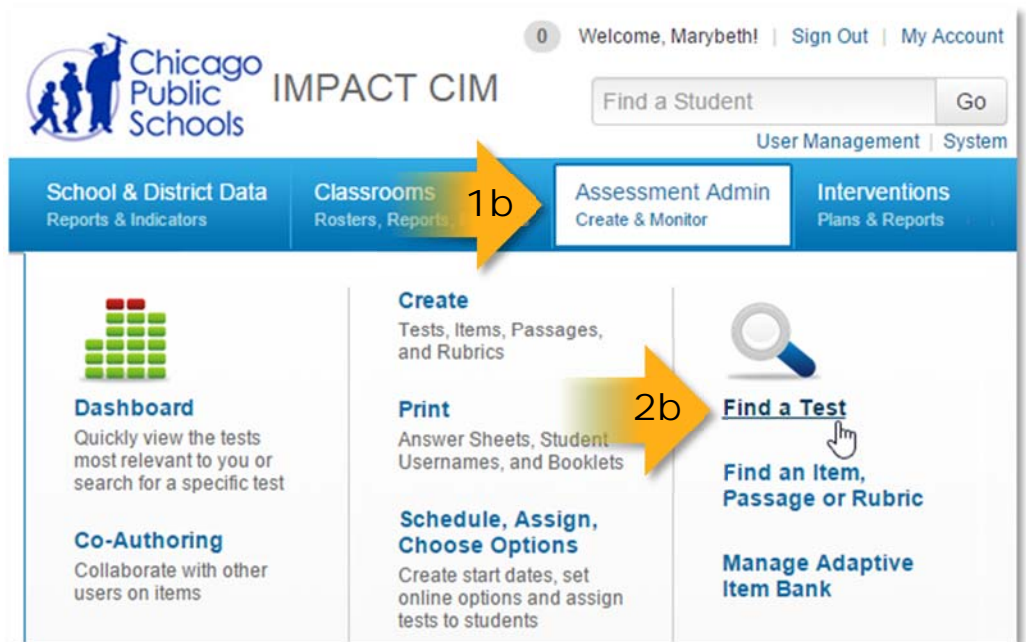 0 Welcome, Marybeth! | Sign Out | My Account
Chicago
Public
Schools
IMPACT CIM
Find a Student Go
User Management | System
School & District Data
Reports & Indicators
Classrooms
Rosters, Reports,
1b
Assessment Admin
Create & Monitor
Interventions
Plans & Reports
Dashboard
Quickly view the tests
most relevant to you or
search for a specific test
Co-Authoring
Collaborate with other
users on items
Create
Tests, Items, Passages,
and Rubrics
Print
Answer Sheets, Student
Usernames, and Booklets
Schedule, Assign,
Choose Options
Create start dates, set
online options and assign
tests to students
2b
Find a Test
Find an Item,
Passage or Rubric
Manage Adaptive
Item Bank